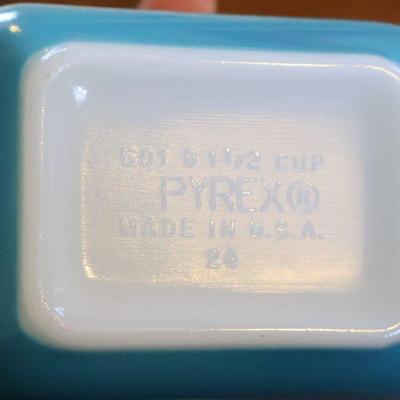 501 B 1 1/2 CUP
PYREX®
MADE IN U.S.A.
24